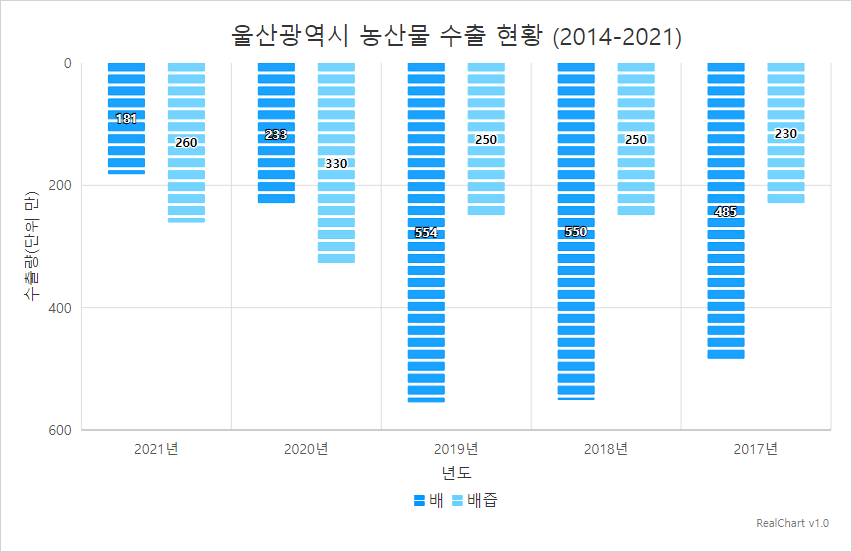 울산광역시 농산물 수출 현황 (2014-2021)
수출량(단위 만)
0
200
400
600
181
260
233
330
554
250
550
250
485
230
2021년
2020년
2019년
2018년
2017년
년도
배
배즙
RealChart v1.0